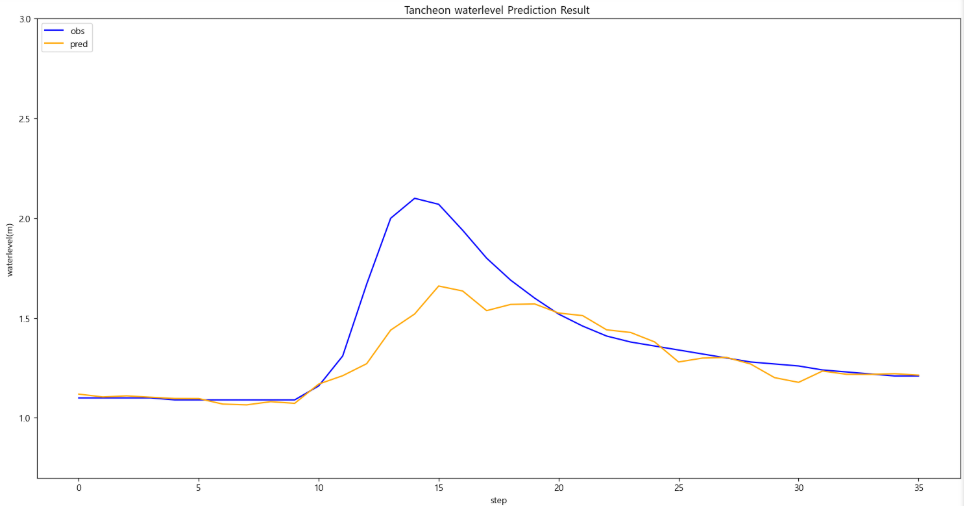 Tancheon waterlevel Prediction Result
obs
pred
3.0
2.5
2.0
1.5
1.0
waterlevel(m)
0 5 10 15 20 25 30 35
step